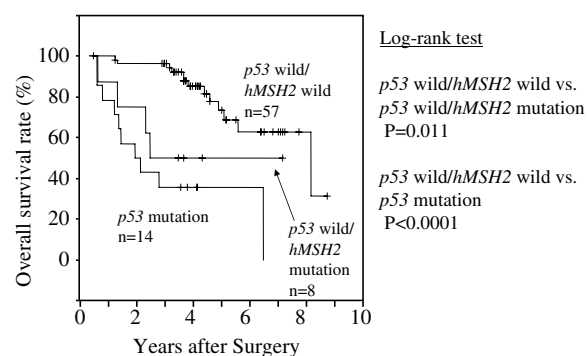 Overall survival rate (%)
100
80
60
40
20
0
0 2 4 6 8 10
Years after Surgery
p53 wild/
hMSH2 wild
n=57
p53 mutation
n=14
p53 wild/
hMSH2
mutation
n=8
Log-rank test
p53 wild/hMSH2 wild vs.
p53 wild/hMSH2 mutation
P=0.011
p53 wild/hMSH2 wild vs.
p53 mutation
P<0.0001